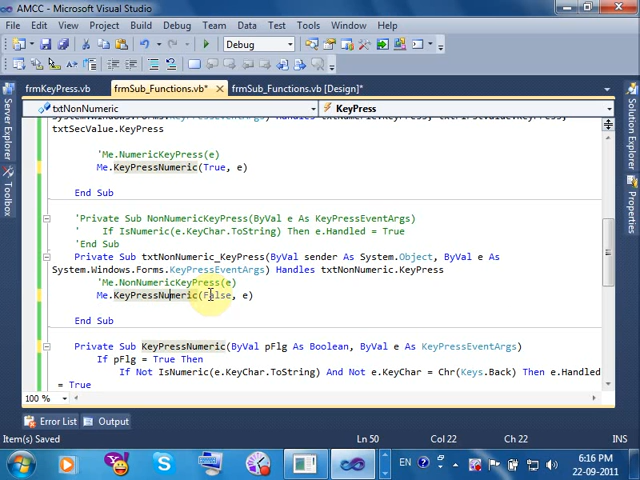 AMCC - Microsoft Visual Studio
File Edit View Project Build Debug Team Data Test Tools Window Help
Debug
frmKeyPress.vb frmSub_Functions.vb* frmSub_Functions.vb [Design]*
txtNonNumeric KeyPress
txtSecValue.KeyPress
'Me.NumericKeyPress(e)
Me.KeyPressNumeric(True, e)
End Sub
'Private Sub NonNumericKeyPress(ByVal e As KeyPressEventArgs)
' If IsNumeric(e.KeyChar.ToString) Then e.Handled = True
'End Sub
Private Sub txtNonNumeric_KeyPress(ByVal sender As System.Object, ByVal e As
System.Windows.Forms.KeyPressEventArgs) Handles txtNonNumeric.KeyPress
'Me.NonNumericKeyPress(e)
Me.KeyPressNumeric(False, e)
End Sub
Private Sub KeyPressNumeric(ByVal pFlg As Boolean, ByVal e As KeyPressEventArgs)
If pFlg = True Then
If Not IsNumeric(e.KeyChar.ToString) And Not e.KeyChar = Chr(Keys.Back) Then e.Handled
= True
100 %
Server Explorer
Toolbox
Solution Explorer
Properties
Error List Output
Item(s) Saved Ln 50 Col 22 Ch 22 INS
EN 6:16 PM
22-09-2011